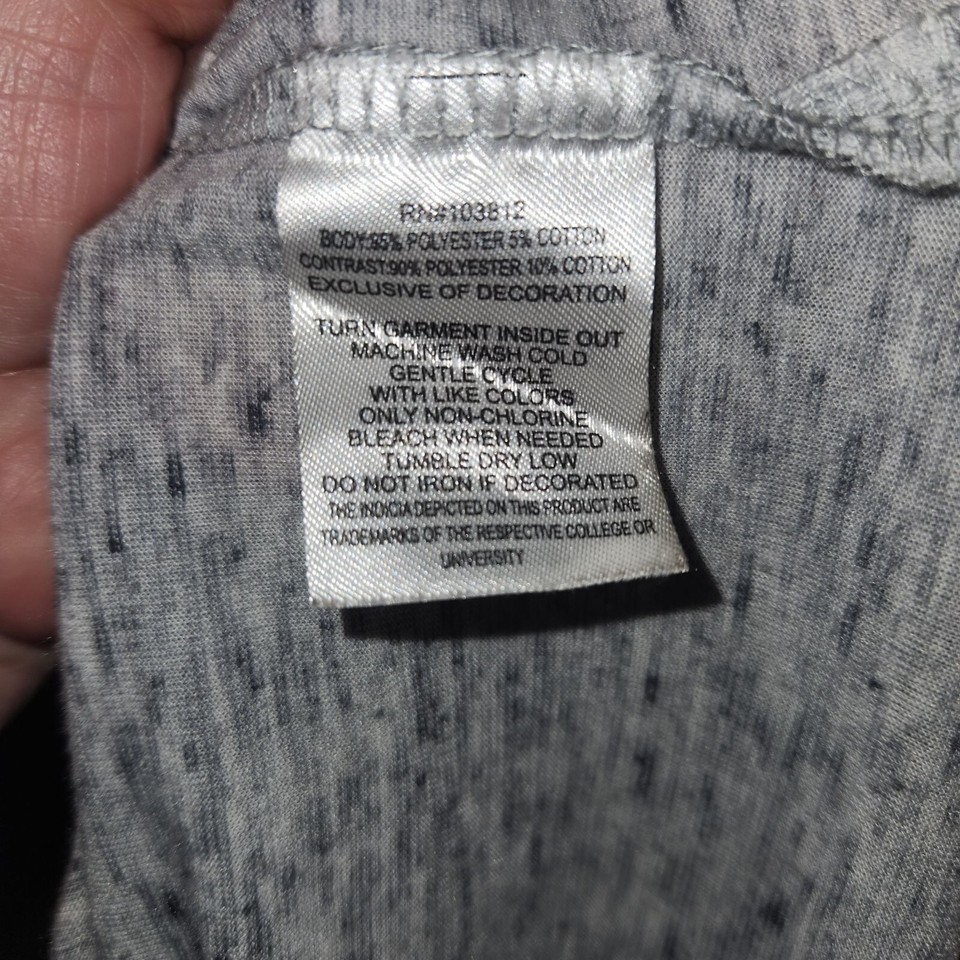 RN#103812
BODY:95% POLYESTER 5% COTTON
CONTRAST:90% POLYESTER 10% COTTON
EXCLUSIVE OF DECORATION
TURN GARMENT INSIDE OUT
MACHINE WASH COLD
GENTLE CYCLE
WITH LIKE COLORS
ONLY NON-CHLORINE
BLEACH WHEN NEEDED
TUMBLE DRY LOW
DO NOT IRON IF DECORATED
THE INDICIA DEPICTED ON THIS PRODUCT ARE
TRADEMARKS OF THE RESPECTIVE COLLEGE OR
UNIVERSITY